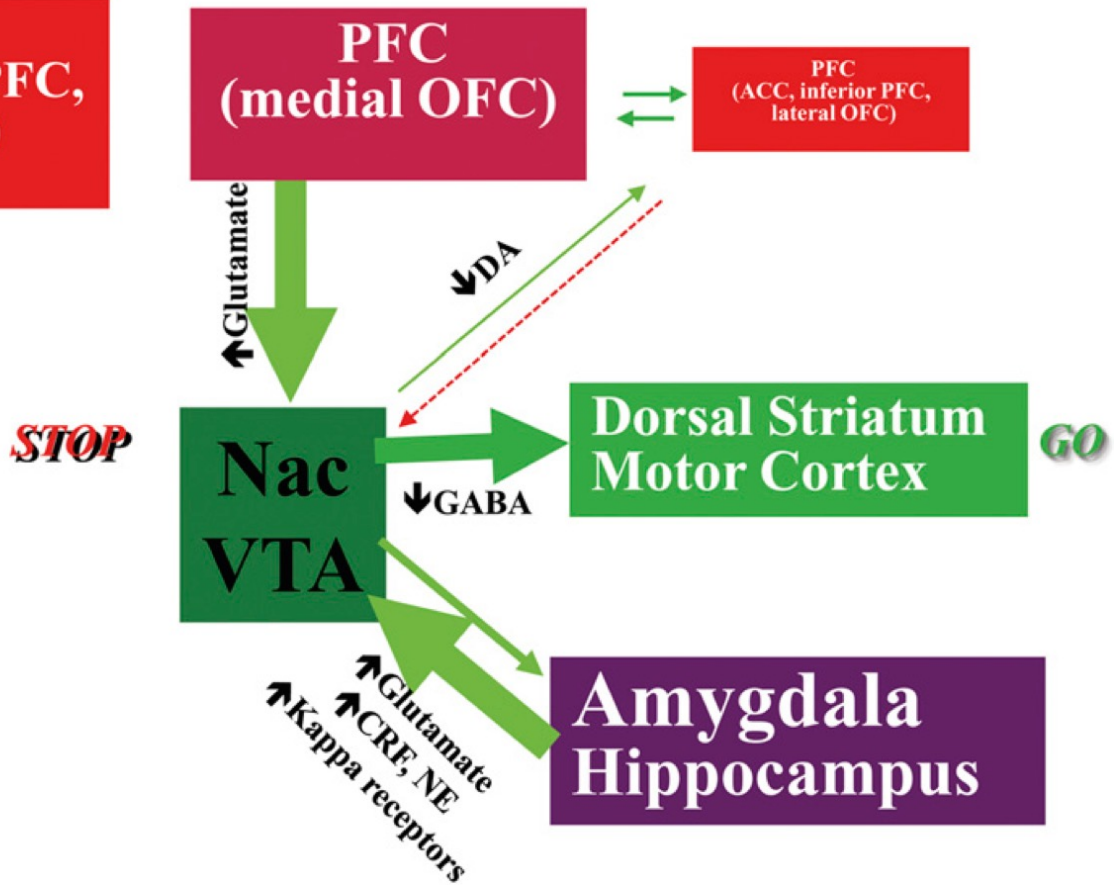 PFC,
PFC
(medial OFC)
PFC
(ACC, inferior PFC,
lateral OFC)
Glutamate
DA
STOP
Nac
VTA
GABA
Dorsal Striatum
Motor Cortex
GO
Glutamate
CRF, NE
Kappa receptors
Amygdala
Hippocampus